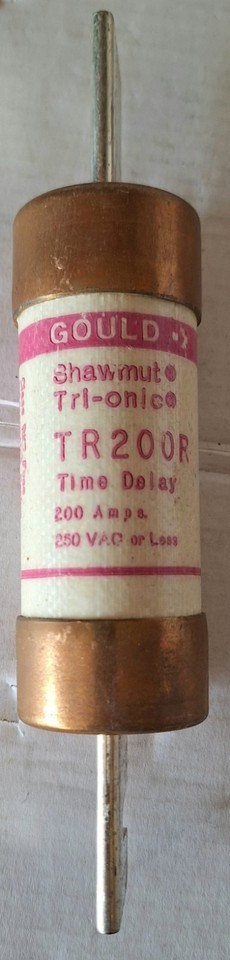 GOULD
Shawmut®
Tri-onic®
TR200R
Time Delay
200 Amps.
250 VAC or Less